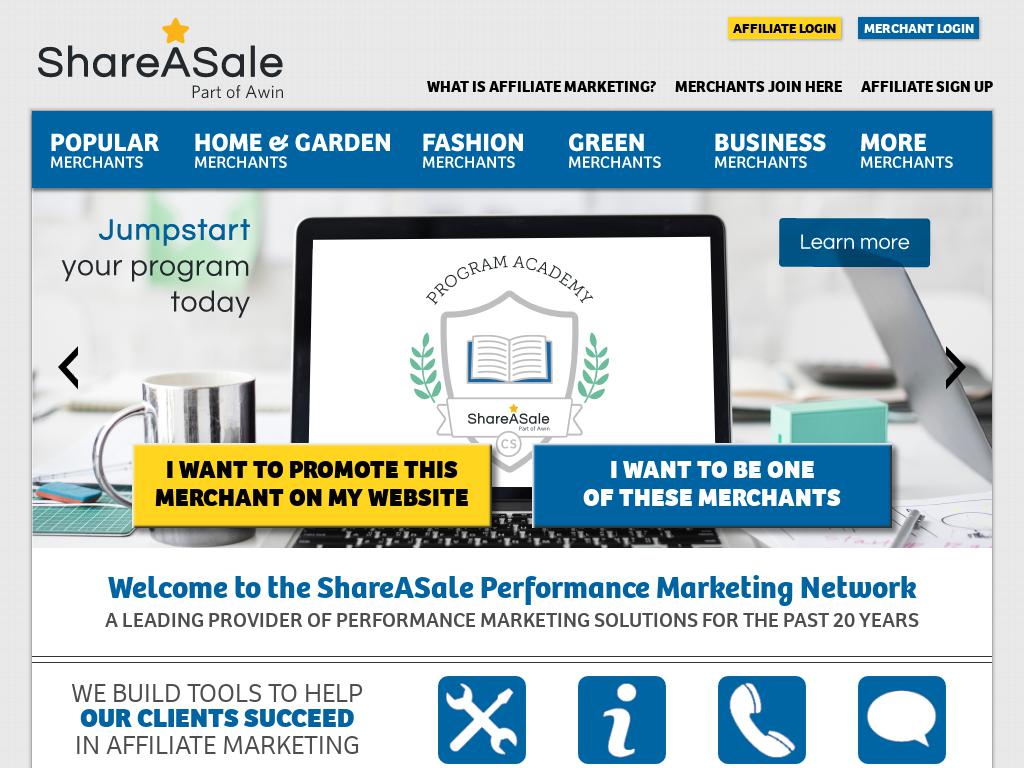 AFFILIATE LOGIN
MERCHANT LOGIN
ShareASale
Part of Awin
WHAT IS AFFILIATE MARKETING?
MERCHANTS JOIN HERE
AFFILIATE SIGN UP
POPULAR
MERCHANTS
HOME & GARDEN
MERCHANTS
FASHION
MERCHANTS
GREEN
MERCHANTS
BUSINESS
MERCHANTS
MORE
MERCHANTS
Jumpstart
your program
today
Learn more
PROGRAM ACADEMY
ShareASale
Part of Awin
CS
I WANT TO PROMOTE THIS
MERCHANT ON MY WEBSITE
I WANT TO BE ONE
OF THESE MERCHANTS
Welcome to the ShareASale Performance Marketing Network
A LEADING PROVIDER OF PERFORMANCE MARKETING SOLUTIONS FOR THE PAST 20 YEARS
WE BUILD TOOLS TO HELP
OUR CLIENTS SUCCEED
IN AFFILIATE MARKETING